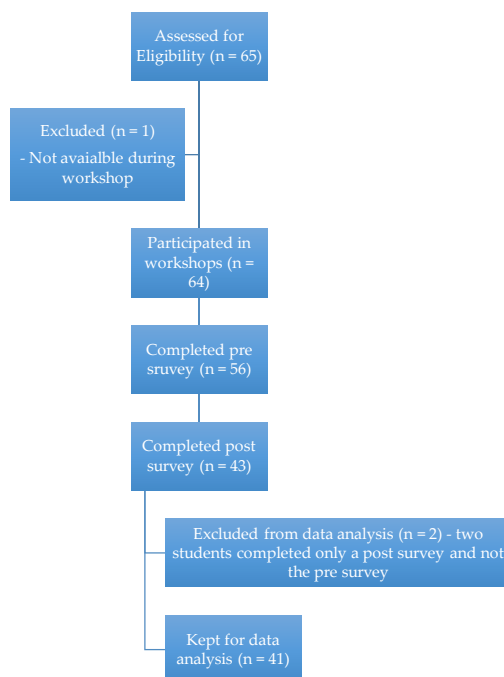 Assessed for
Eligibility (n = 65)
Excluded (n = 1)
- Not avaialble during
workshop
Participated in
workshops (n =
64)
Completed pre
sruvey (n = 56)
Completed post
survey (n = 43)
Excluded from data analysis (n = 2) - two
students completed only a post survey and not
the pre survey
Kept for data
analysis (n = 41)